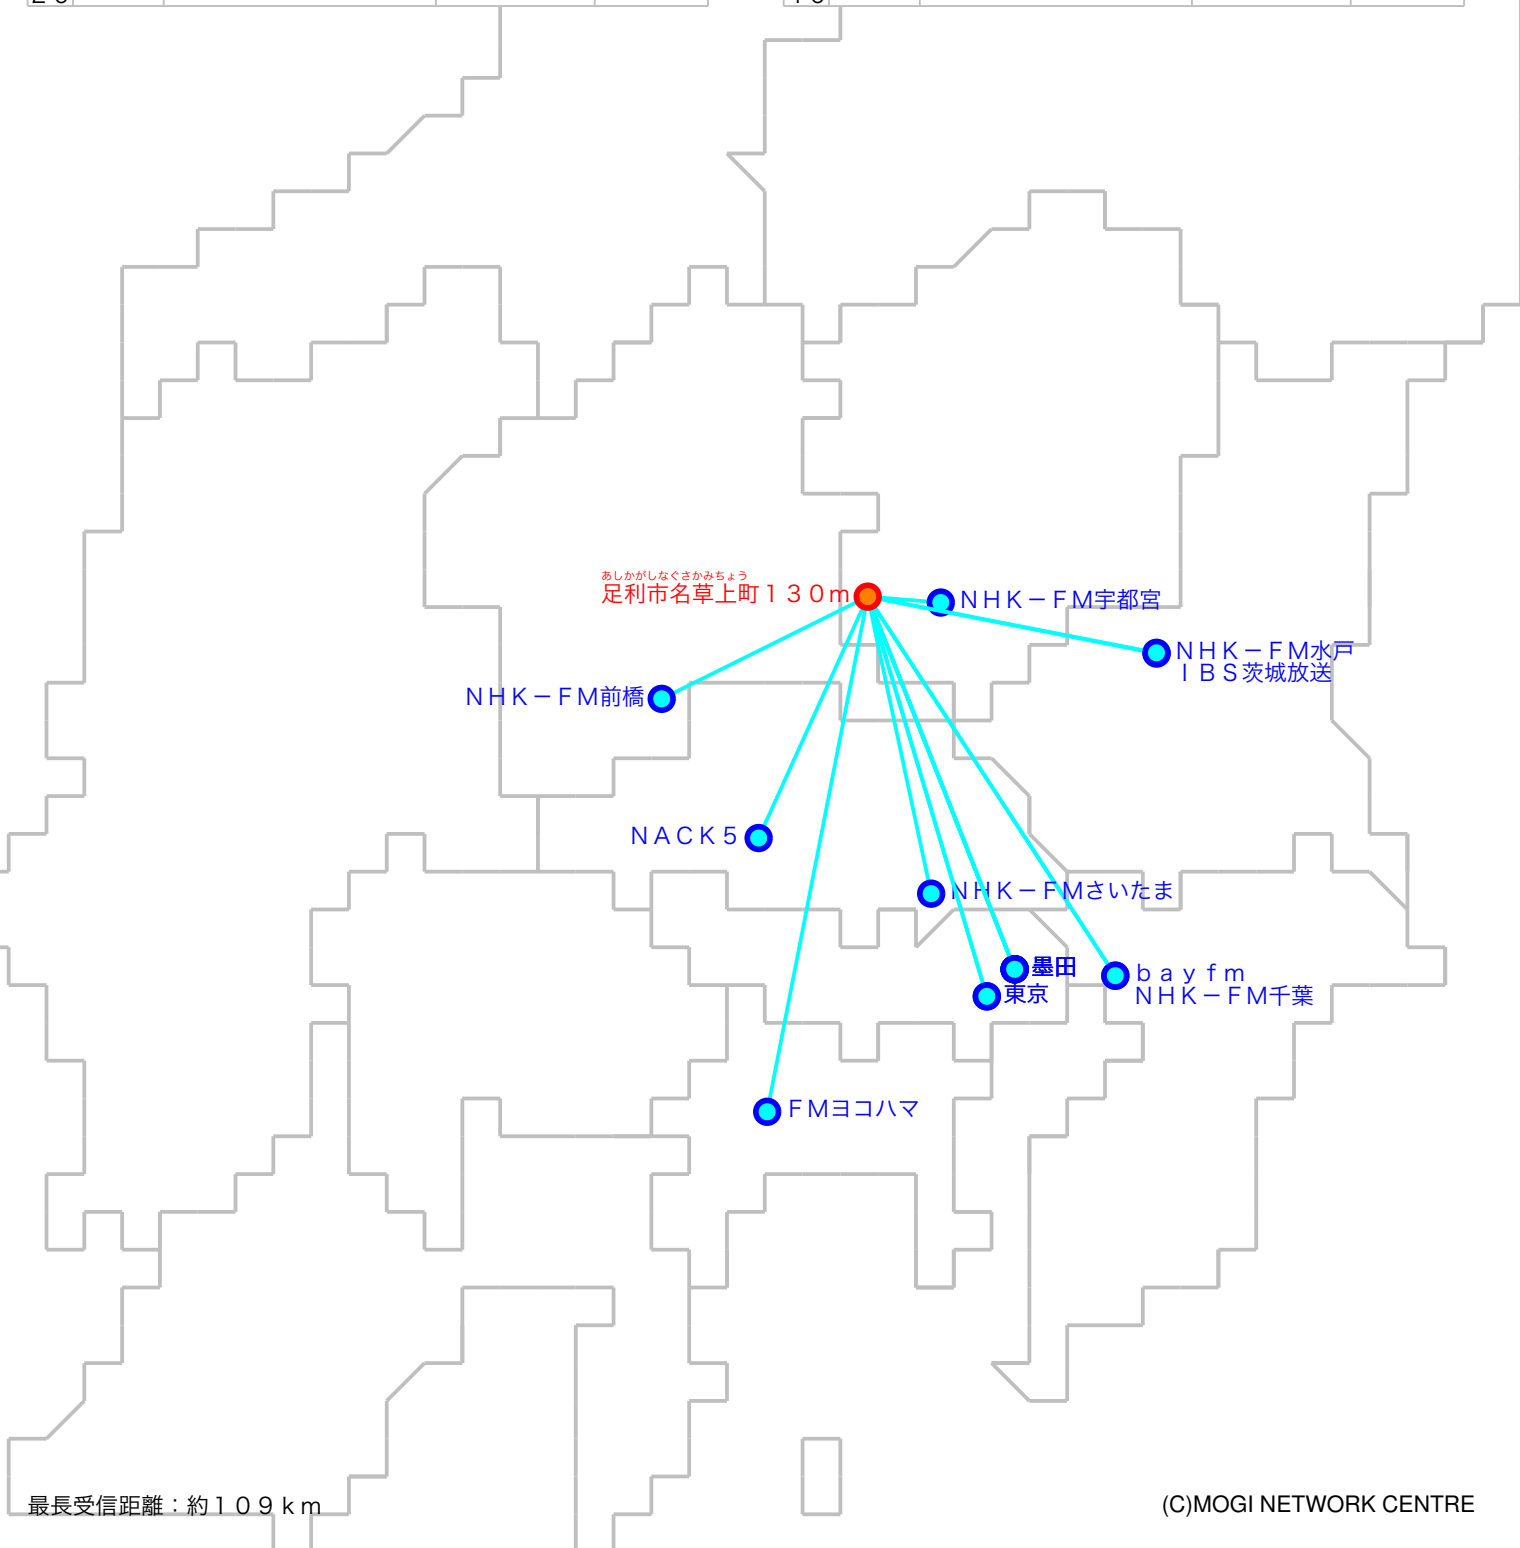 あしかがしなぐさかみちょう
足利市名草上町１３０ｍ
ＮＨＫ－ＦＭ宇都宮
ＮＨＫ－ＦＭ水戸
ＩＢＳ茨城放送
ＮＨＫ－ＦＭ前橋
ＮＡＣＫ５
ＮＨＫ－ＦＭさいたま
墨田
東京
ｂａｙｆｍ
ＮＨＫ－ＦＭ千葉
ＦＭヨコハマ
最長受信距離：約１０９ｋｍ
(C)MOGI NETWORK CENTRE